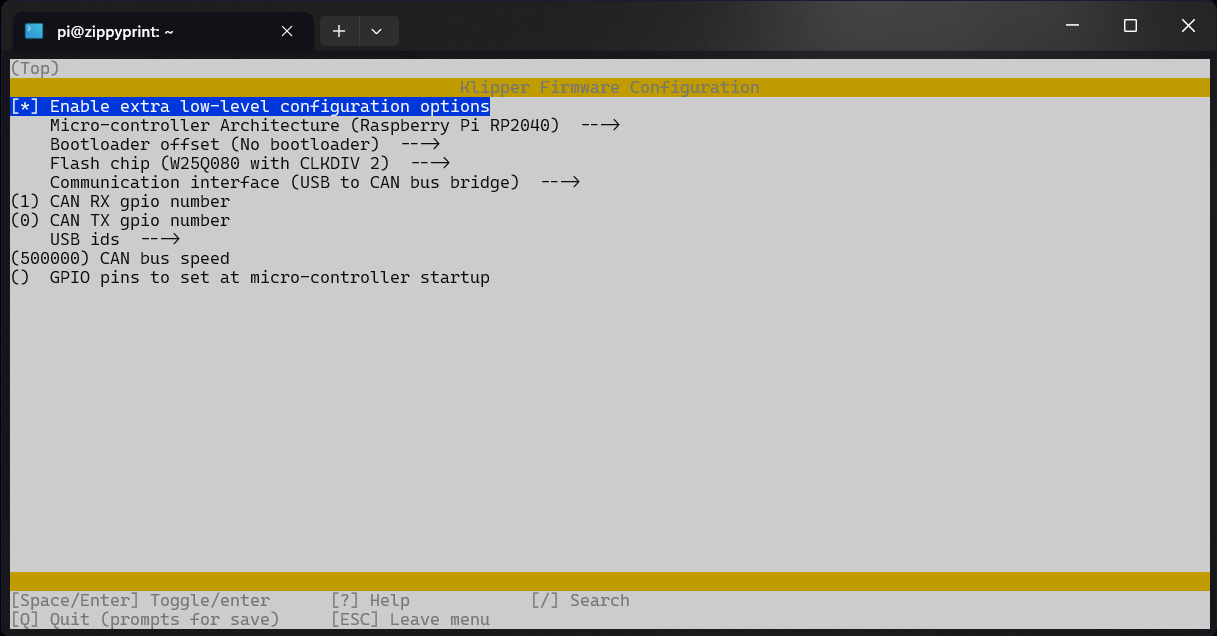 pi@zippyprint: ~
(Top)
Klipper Firmware Configuration
[*] Enable extra low-level configuration options
Micro-controller Architecture (Raspberry Pi RP2040) --->
Bootloader offset (No bootloader) --->
Flash chip (W25Q080 with CLKDIV 2) --->
Communication interface (USB to CAN bus bridge) --->
(1) CAN RX gpio number
(0) CAN TX gpio number
USB ids --->
(500000) CAN bus speed
() GPIO pins to set at micro-controller startup
[Space/Enter] Toggle/enter [?] Help [/] Search
[Q] Quit (prompts for save) [ESC] Leave menu